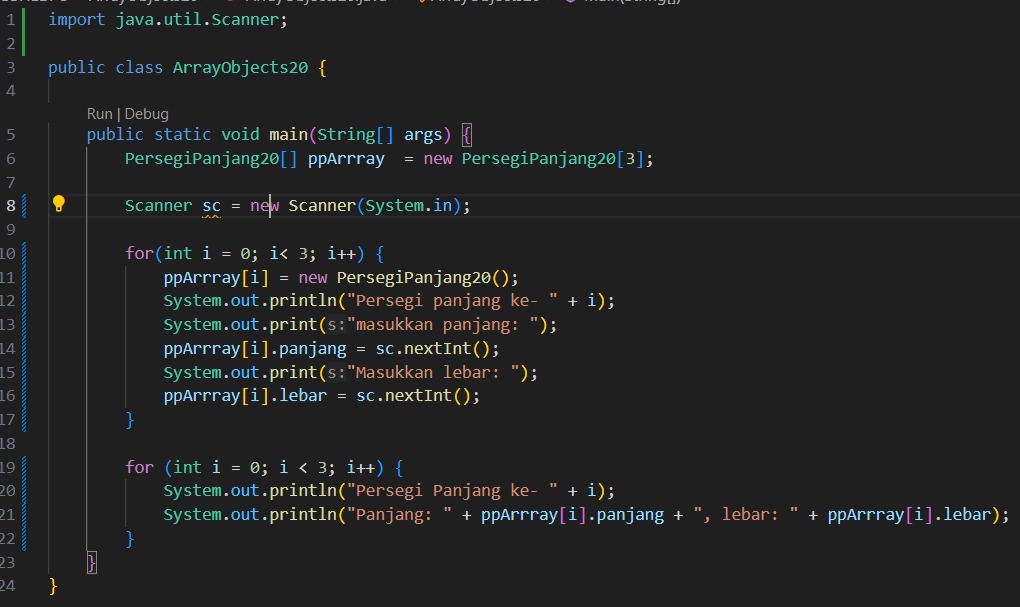 1 import java.util.Scanner;
2
3 public class ArrayObjects20 {
4
Run | Debug
5 public static void main(String[] args) {
6 PersegiPanjang20[] ppArrray = new PersegiPanjang20[3];
7
8 Scanner sc = new Scanner(System.in);
9
10 for(int i = 0; i< 3; i++) {
11 ppArrray[i] = new PersegiPanjang20();
12 System.out.println("Persegi panjang ke- " + i);
13 System.out.print(s:"masukkan panjang: ");
14 ppArrray[i].panjang = sc.nextInt();
15 System.out.print(s:"Masukkan lebar: ");
16 ppArrray[i].lebar = sc.nextInt();
17 }
18
19 for (int i = 0; i < 3; i++) {
20 System.out.println("Persegi Panjang ke- " + i);
21 System.out.println("Panjang: " + ppArrray[i].panjang + ", lebar: " + ppArrray[i].lebar);
22 }
23 }
24 }